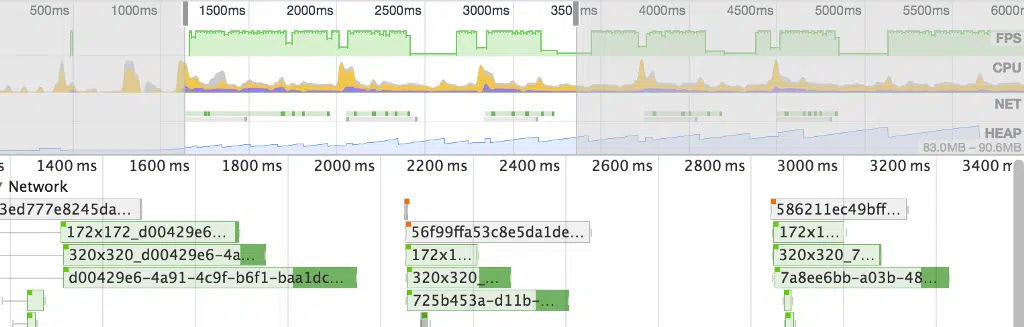 500ms 1000ms 1500ms 2000ms 2500ms 3000ms 350 ms 4000ms 4500ms 5000ms 5500ms 6000r
FPS
CPU
NET
HEAP
83.0MB – 90.6MB
s 1400 ms 1600 ms 1800 ms 2000 ms 2200 ms 2400 ms 2600 ms 2800 ms 3000 ms 3200 ms 3400 m
Network
3ed777e8245da... 586211ec49bff...
172x172_d00429e6... 56f99ffa53c8e5da1de... 172x1...
320x320_d00429e6-4a... 172x1... 320x320_7...
d00429e6-4a91-4c9f-b6f1-baa1dc... 320x320_... 7a8ee6bb-a03b-48...
725b453a-d11b-...